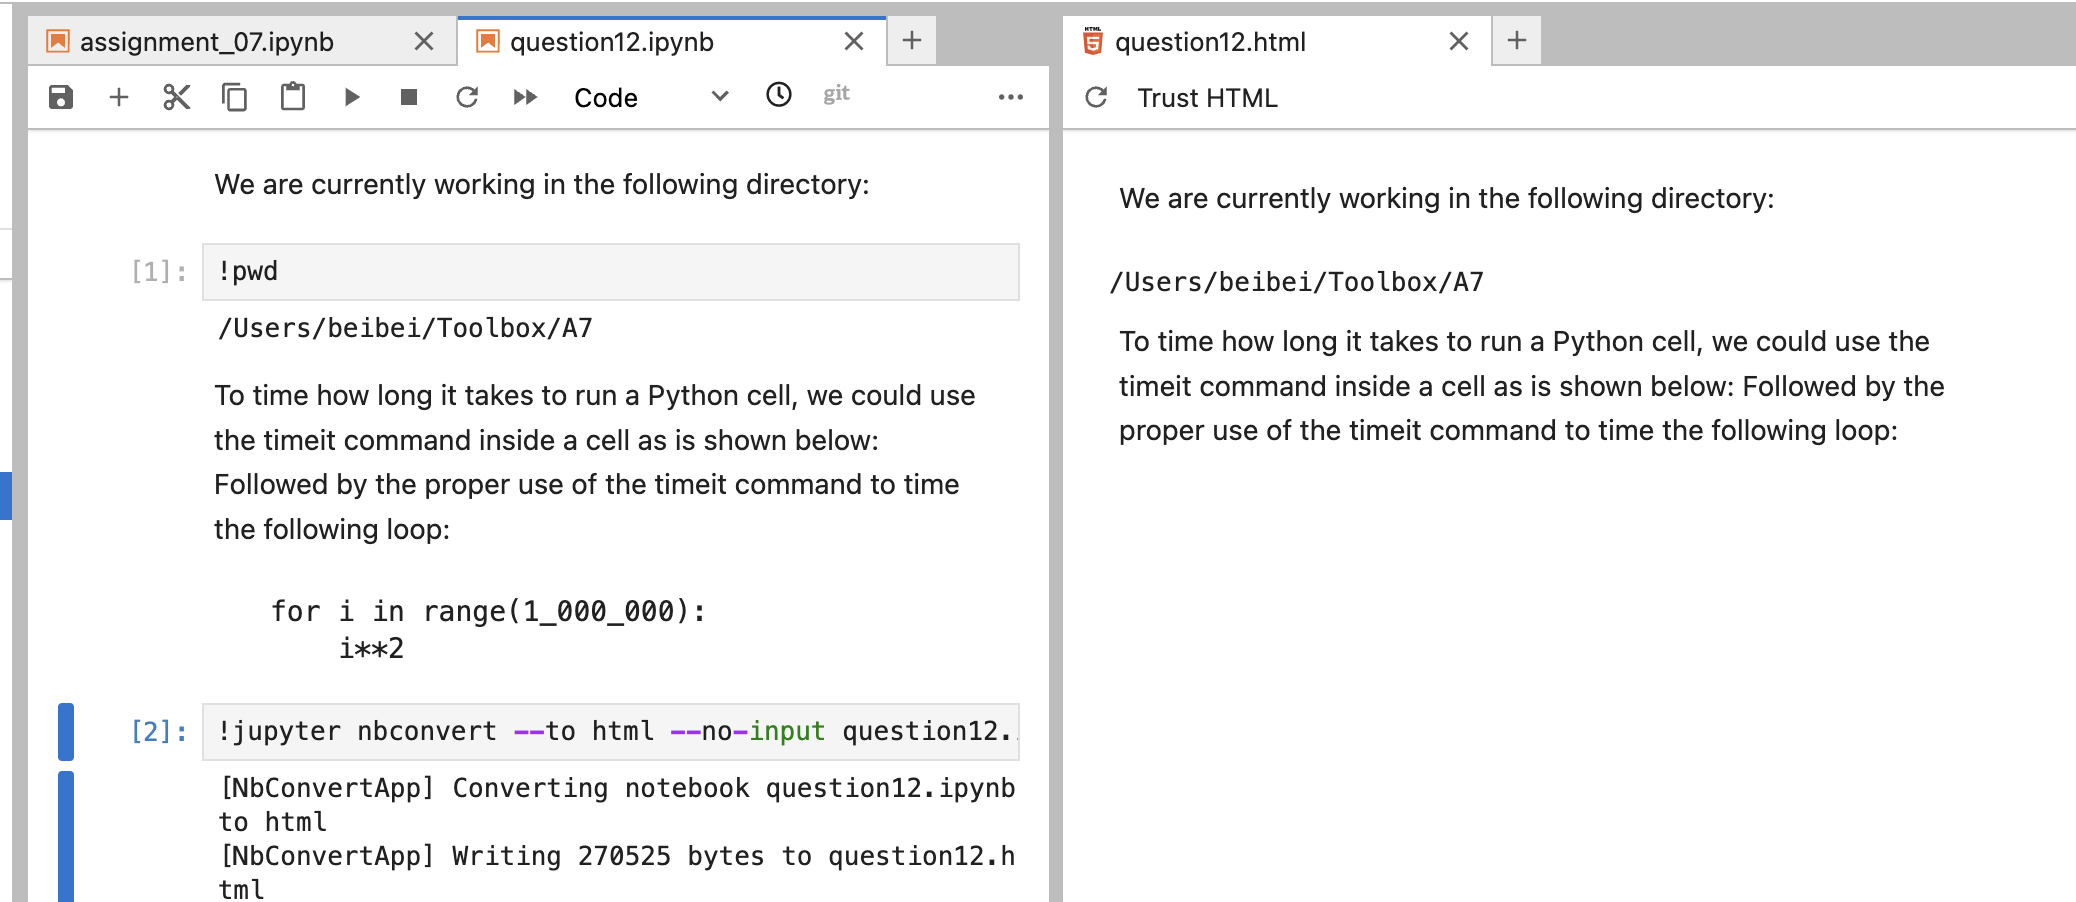 assignment_07.ipynb
question12.ipynb
question12.html
Code
git
Trust HTML
We are currently working in the following directory:
[1]:
!pwd
/Users/beibei/Toolbox/A7
To time how long it takes to run a Python cell, we could use
the timeit command inside a cell as is shown below:
Followed by the proper use of the timeit command to time
the following loop:
for i in range(1_000_000):
    i**2
[2]:
!jupyter nbconvert --to html --no-input question12.
[NbConvertApp] Converting notebook question12.ipynb
to html
[NbConvertApp] Writing 270525 bytes to question12.h
tml
We are currently working in the following directory:
/Users/beibei/Toolbox/A7
To time how long it takes to run a Python cell, we could use the
timeit command inside a cell as is shown below: Followed by the
proper use of the timeit command to time the following loop: